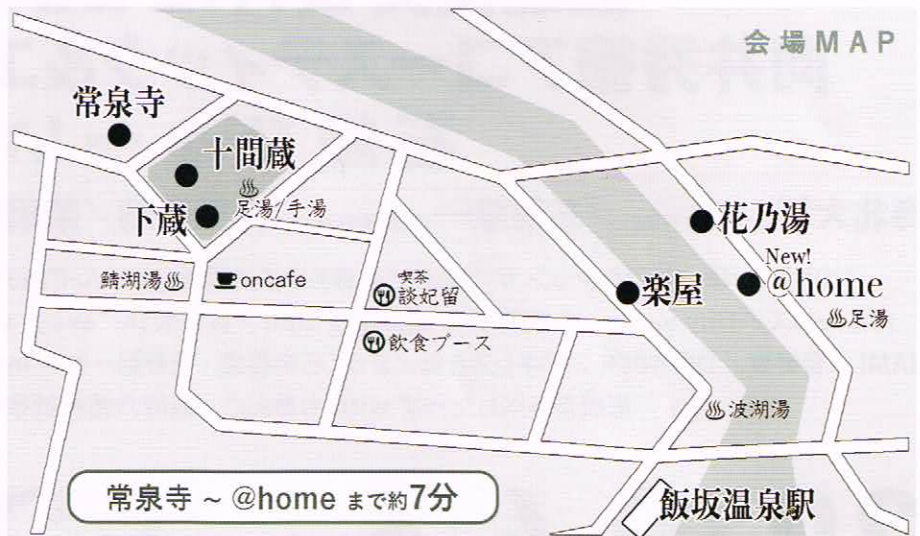 会場MAP
常泉寺
十間蔵
足湯/手湯
下蔵
花乃湯
New!
@home
足湯
楽屋
鯖湖湯
oncafe
喫茶
談妃留
飲食ブース
波湖湯
常泉寺 ~ @home まで約7分
飯坂温泉駅